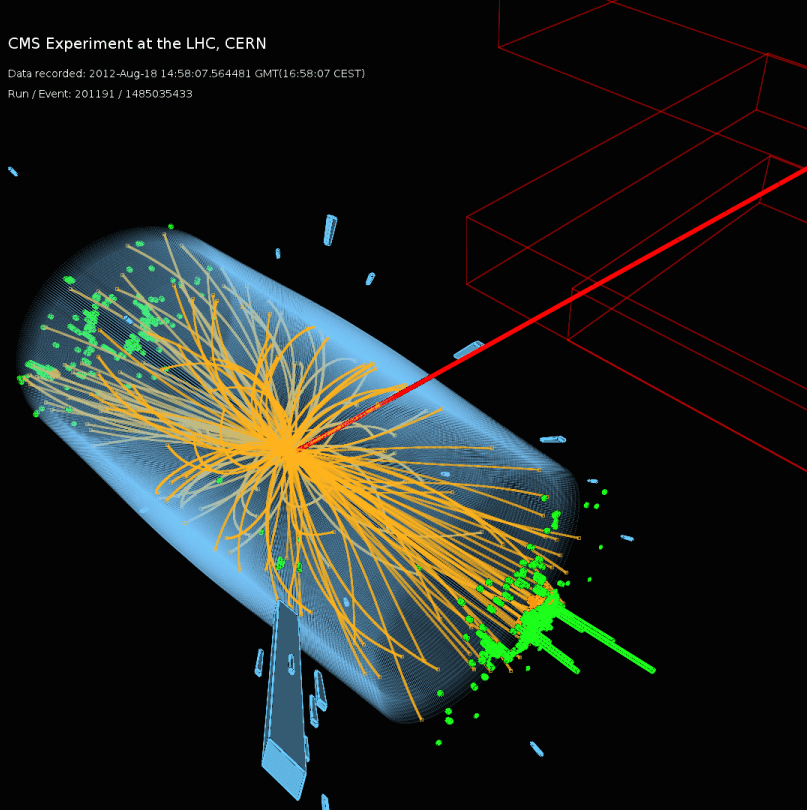 CMS Experiment at the LHC, CERN
Data recorded: 2012-Aug-18 14:58:07.564481 GMT(16:58:07 CEST)
Run / Event: 201191 / 1485035433